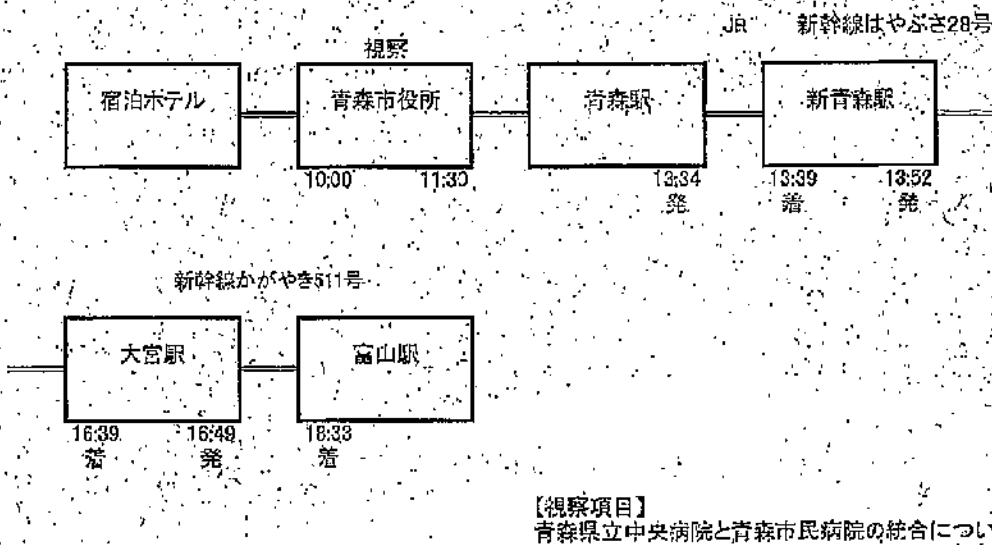 JR 新幹線はやぶさ28号
視察
宿泊ホテル 青森市役所 青森駅 新青森駅
10:00 11:30 13:34 13:39 13:52
発 着 発
新幹線かがやき511号
大宮駅 富山駅
16:39 16:49 18:33
着 発 着
【視察項目】
青森県立中央病院と青森市民病院の統合につい